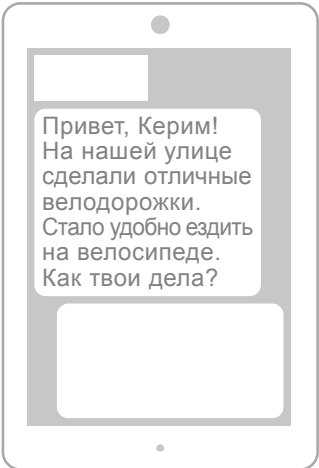 Привет, Керим!
На нашей улице
сделали отличные
велодорожки.
Стало удобно ездить
на велосипеде.
Как твои дела?